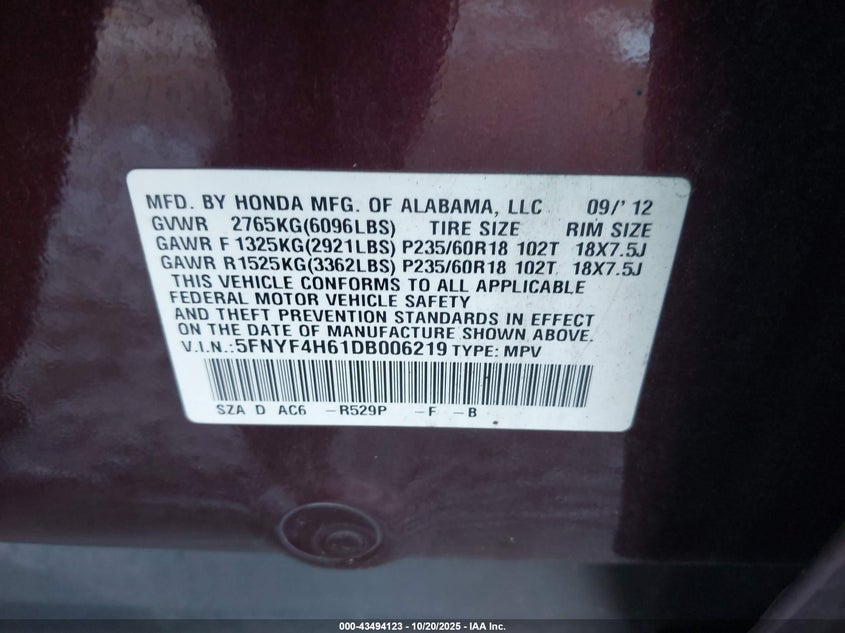 MFD. BY HONDA MFG. OF ALABAMA, LLC 09/' 12
GVWR 2765KG(6096LBS) TIRE SIZE RIM SIZE
GAWR F 1325KG(2921LBS) P235/60R18 102T 18X7.5J
GAWR R1525KG(3362LBS) P235/60R18 102T 18X7.5J
THIS VEHICLE CONFORMS TO ALL APPLICABLE
FEDERAL MOTOR VEHICLE SAFETY
AND THEFT PREVENTION STANDARDS IN EFFECT
ON THE DATE OF MANUFACTURE SHOWN ABOVE.
V.I.N.:5FNYF4H61DB006219 TYPE: MPV
SZA D AC6 -R529P -F -B
000-43494123 - 10/20/2025 - IAA Inc.